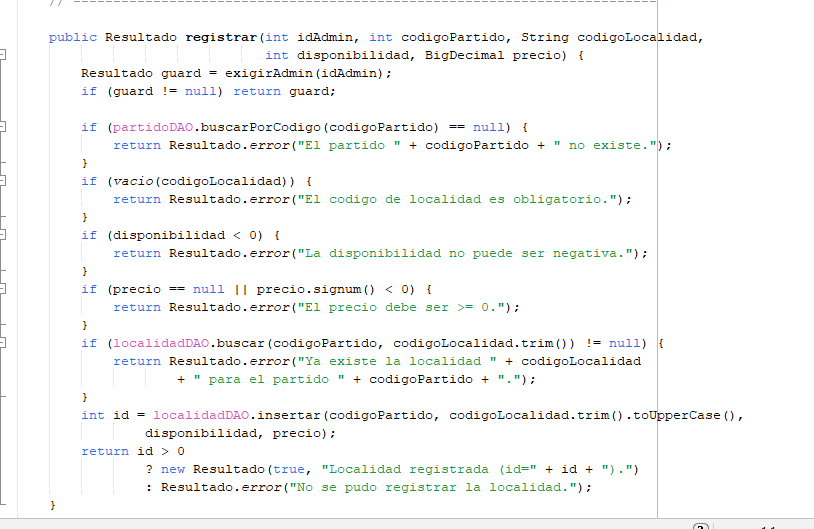 // -------------------------------------------------------------------------
public Resultado registrar(int idAdmin, int codigoPartido, String codigoLocalidad,
int disponibilidad, BigDecimal precio) {
Resultado guard = exigirAdmin(idAdmin);
if (guard != null) return guard;
if (partidoDAO.buscarPorCodigo(codigoPartido) == null) {
return Resultado.error("El partido " + codigoPartido + " no existe.");
}
if (vacio(codigoLocalidad)) {
return Resultado.error("El codigo de localidad es obligatorio.");
}
if (disponibilidad < 0) {
return Resultado.error("La disponibilidad no puede ser negativa.");
}
if (precio == null || precio.signum() < 0) {
return Resultado.error("El precio debe ser >= 0.");
}
if (localidadDAO.buscar(codigoPartido, codigoLocalidad.trim()) != null) {
return Resultado.error("Ya existe la localidad " + codigoLocalidad
+ " para el partido " + codigoPartido + ".");
}
int id = localidadDAO.insertar(codigoPartido, codigoLocalidad.trim().toUpperCase(),
disponibilidad, precio);
return id > 0
? new Resultado(true, "Localidad registrada (id=" + id + ").")
: Resultado.error("No se pudo registrar la localidad.");
}